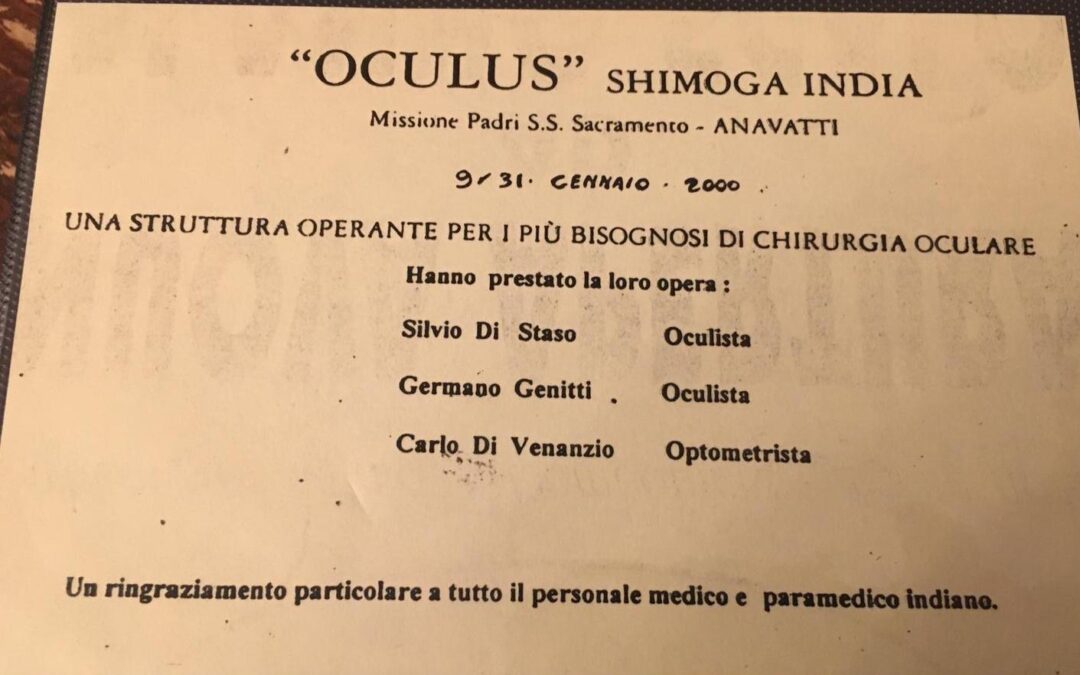 “OCULUS” SHIMOGA INDIA
Missione Padri S.S. Sacramento - ANAVATTI
9/31. GENNAIO. 2000
UNA STRUTTURA OPERANTE PER I PIÙ BISOGNOSI DI CHIRURGIA OCULARE
Hanno prestato la loro opera :
Silvio Di Staso Oculista
Germano Genitti . Oculista
Carlo Di Venanzio Optometrista
Un ringraziamento particolare a tutto il personale medico e paramedico indiano.